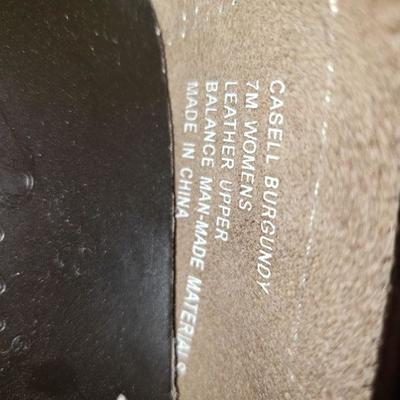 CASELL BURGUNDY
7M WOMENS
LEATHER UPPER
BALANCE MAN-MADE MATERIALS
MADE IN CHINA